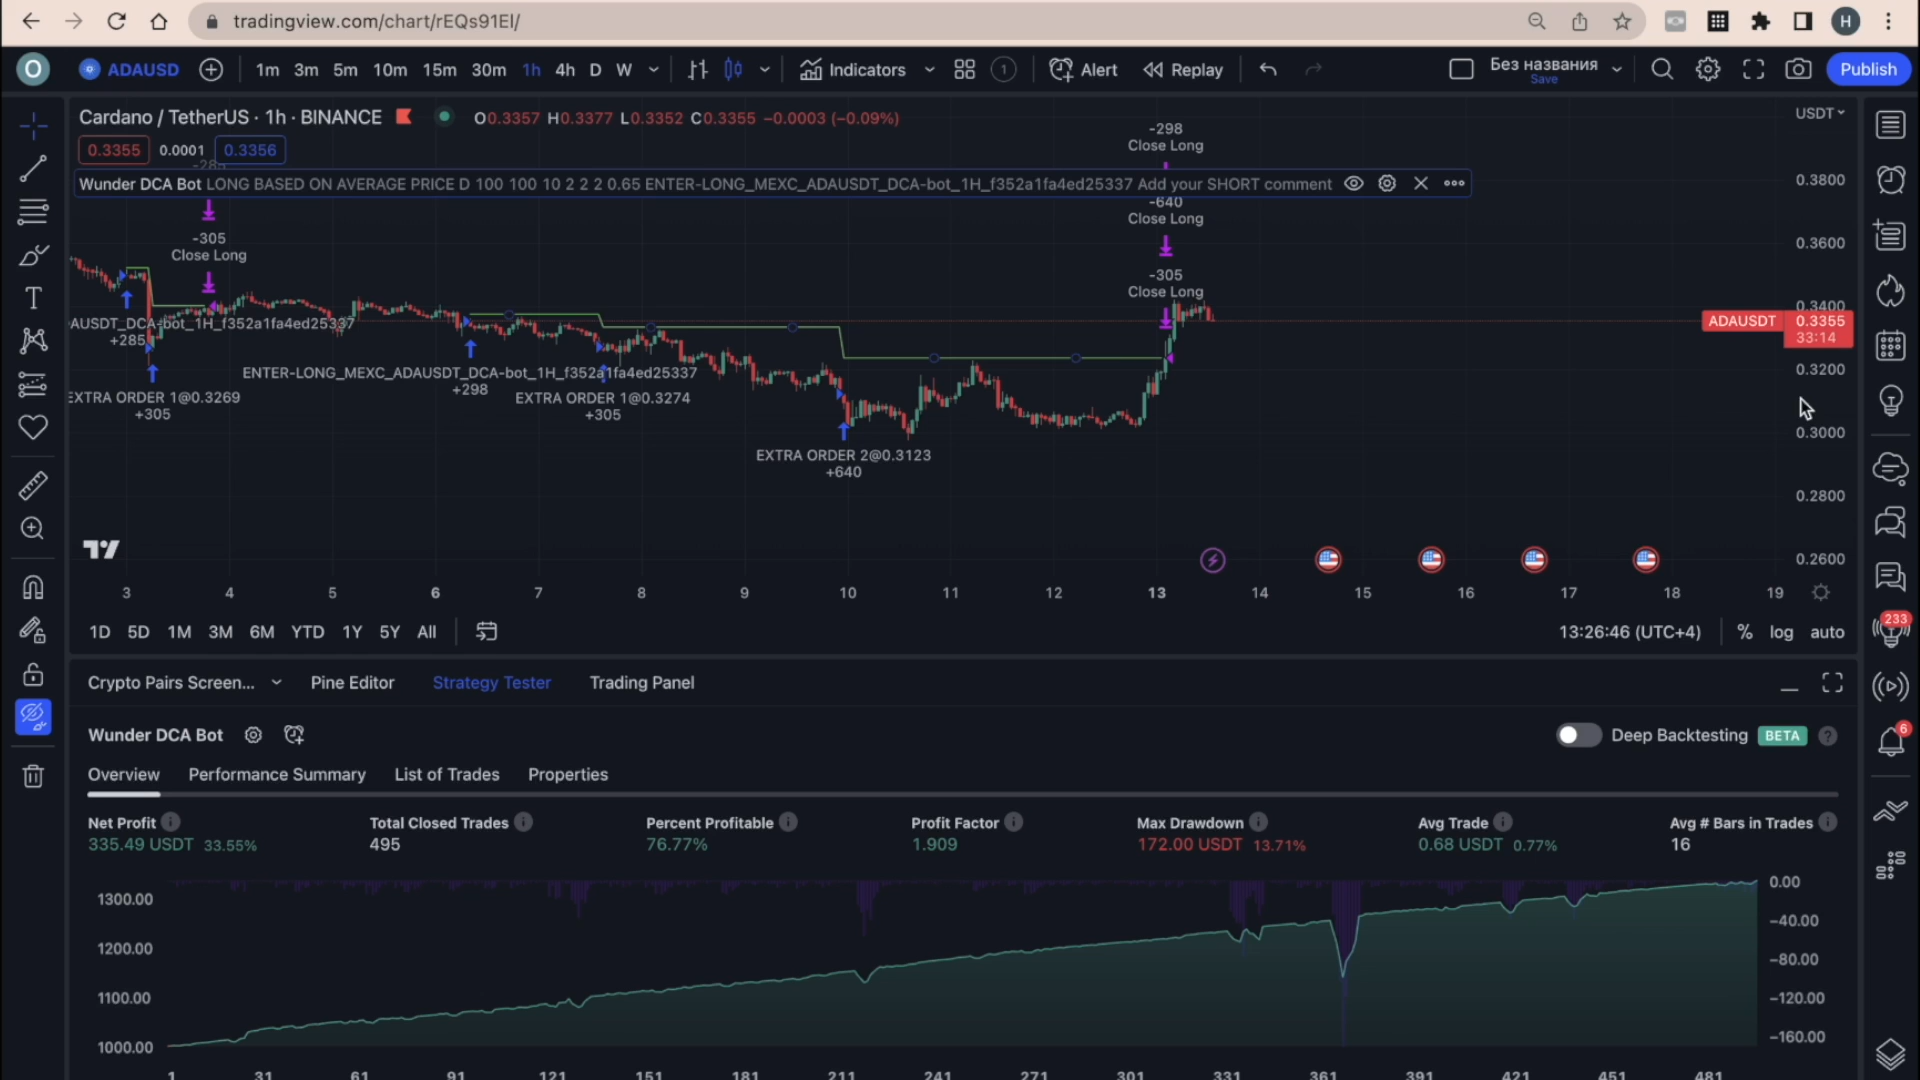 tradingview.com/chart/rEQs91EI/
H
O
ADAUSD 1m 3m 5m 10m 15m 30m 1h 4h D W Indicators 1 Alert Replay Без названия Save Publish
Cardano / TetherUS · 1h · BINANCE O0.3357 H0.3377 L0.3352 C0.3355 −0.0003 (−0.09%) USDT
0.3355 0.0001 0.3356
Wunder DCA Bot LONG BASED ON AVERAGE PRICE D 100 100 10 2 2 2 0.65 ENTER-LONG_MEXC_ADAUSDT_DCA-bot_1H_f352a1fa4ed25337 Add your SHORT comment
-298
Close Long
-640
Close Long
-305
Close Long
-305
Close Long
AUSDT_DCA-bot_1H_f352a1fa4ed25337
+285
EXTRA ORDER 1@0.3269
+305
ENTER-LONG_MEXC_ADAUSDT_DCA-bot_1H_f352a1fa4ed25337
+298
EXTRA ORDER 1@0.3274
+305
EXTRA ORDER 2@0.3123
+640
0.3800
0.3600
0.3400
ADAUSDT 0.3355
33:14
0.3200
0.3000
0.2800
0.2600
3 4 5 6 7 8 9 10 11 12 13 14 15 16 17 18 19
1D 5D 1M 3M 6M YTD 1Y 5Y All 13:26:46 (UTC+4) % log auto
233
6
Crypto Pairs Screen... Pine Editor Strategy Tester Trading Panel
Wunder DCA Bot Deep Backtesting BETA ?
Overview Performance Summary List of Trades Properties
Net Profit Total Closed Trades Percent Profitable Profit Factor Max Drawdown Avg Trade Avg # Bars in Trades
335.49 USDT 33.55% 495 76.77% 1.909 172.00 USDT 13.71% 0.68 USDT 0.77% 16
1300.00
1200.00
1100.00
1000.00
0.00
−40.00
−80.00
−120.00
−160.00
1 31 61 91 121 151 181 211 241 271 301 331 361 391 421 451 481